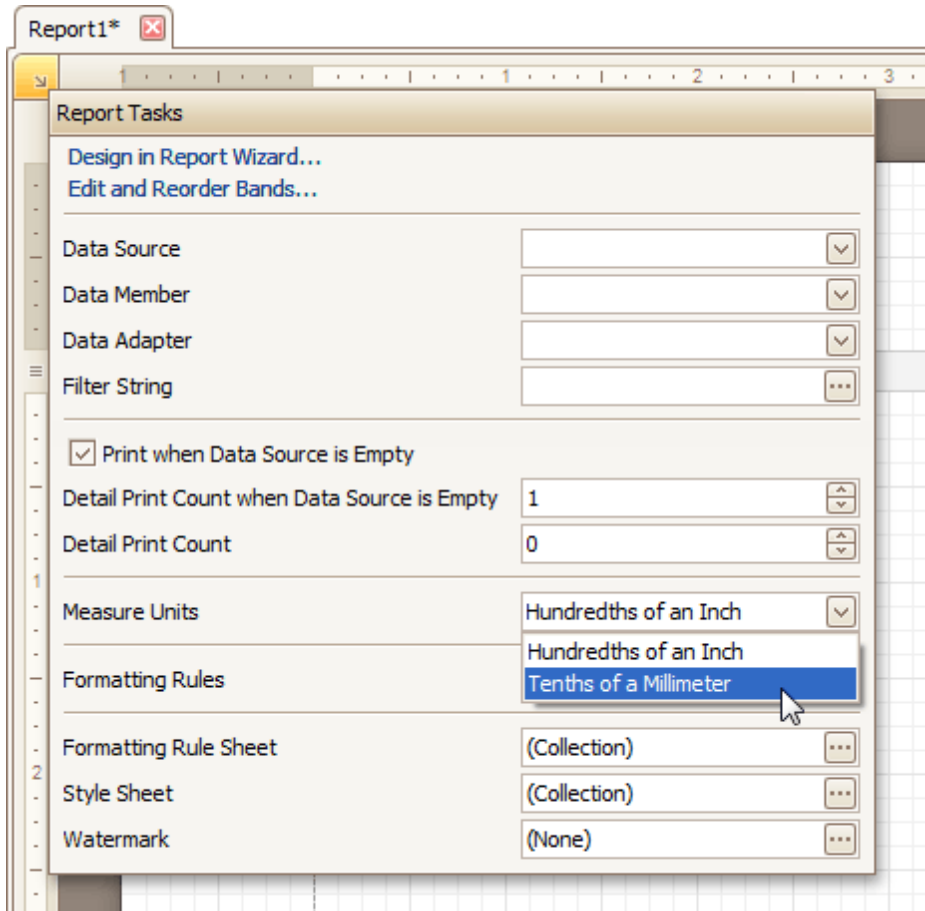 Report1*
1 1 2 3
Report Tasks
Design in Report Wizard...
Edit and Reorder Bands...
Data Source
Data Member
Data Adapter
Filter String
Print when Data Source is Empty
Detail Print Count when Data Source is Empty 1
Detail Print Count 0
1
Measure Units Hundredths of an Inch
Hundredths of an Inch
Formatting Rules Tenths of a Millimeter
Formatting Rule Sheet (Collection)
2
Style Sheet (Collection)
Watermark (None)